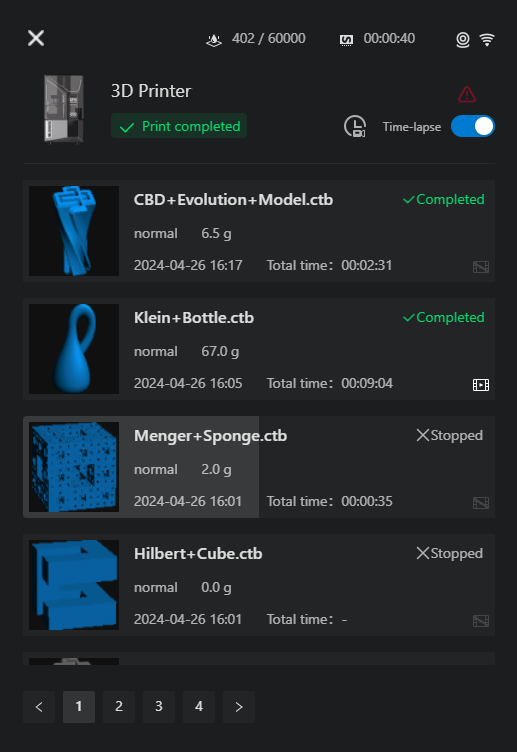 402 / 60000 00:00:40
3D Printer
Print completed
Time-lapse
CBD+Evolution+Model.ctb
Completed
normal 6.5 g
2024-04-26 16:17 Total time: 00:02:31
Klein+Bottle.ctb
Completed
normal 67.0 g
2024-04-26 16:05 Total time: 00:09:04
Menger+Sponge.ctb
Stopped
normal 2.0 g
2024-04-26 16:01 Total time: 00:00:35
Hilbert+Cube.ctb
Stopped
normal 0.0 g
2024-04-26 16:01 Total time: -
< 1 2 3 4 >